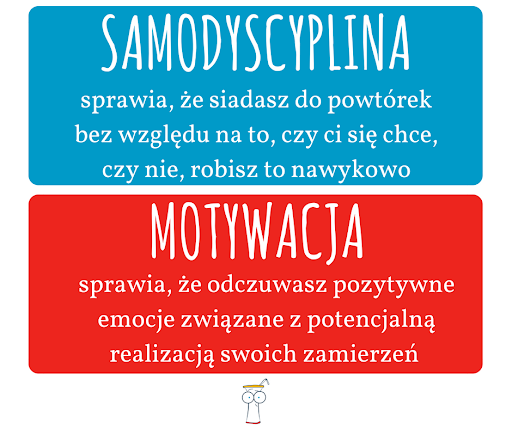 SAMODYSCYPLINA
sprawia, że siadasz do powtórek
bez względu na to, czy ci się chce,
czy nie, robisz to nawykowo
MOTYWACJA
sprawia, że odczuwasz pozytywne
emocje związane z potencjalną
realizacją swoich zamierzeń